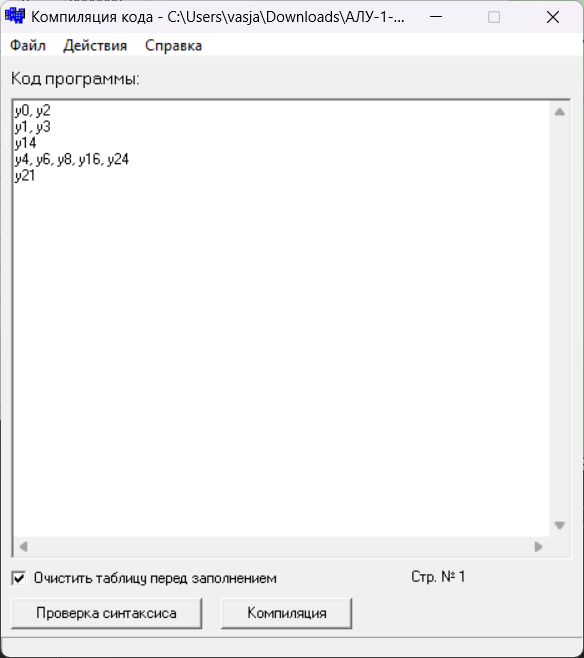 Компиляция кода - C:\Users\vasja\Downloads\АЛУ-1-...
Файл Действия Справка
Код программы:
y0, y2
y1, y3
y14
y4, y6, y8, y16, y24
y21
Очистить таблицу перед заполнением
Стр. № 1
Проверка синтаксиса
Компиляция